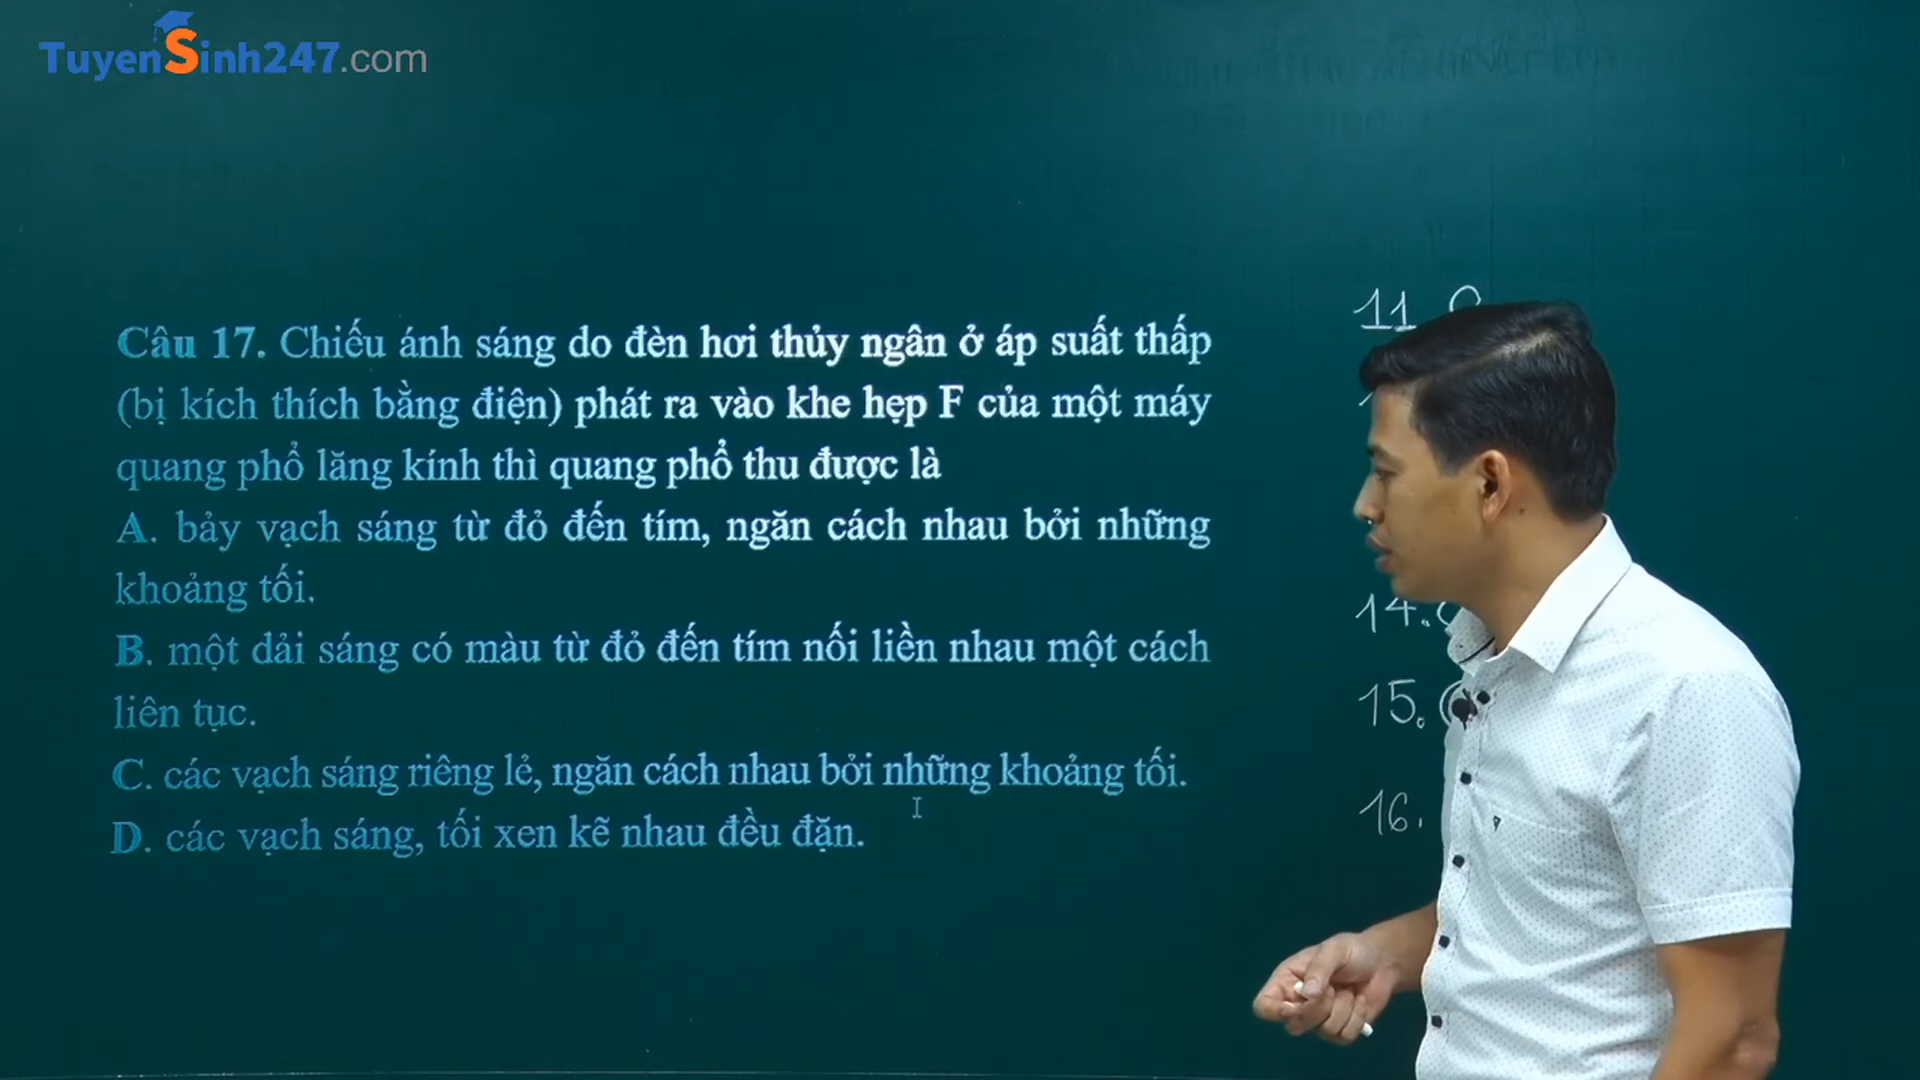 TuyenSinh247.com
Câu 17. Chiếu ánh sáng do đèn hơi thủy ngân ở áp suất thấp
(bị kích thích bằng điện) phát ra vào khe hẹp F của một máy
quang phổ lăng kính thì quang phổ thu được là
A. bảy vạch sáng từ đỏ đến tím, ngăn cách nhau bởi những
khoảng tối.
B. một dải sáng có màu từ đỏ đến tím nối liền nhau một cách
liên tục.
C. các vạch sáng riêng lẻ, ngăn cách nhau bởi những khoảng tối.
D. các vạch sáng, tối xen kẽ nhau đều đặn.
11.
14.
15.
16.